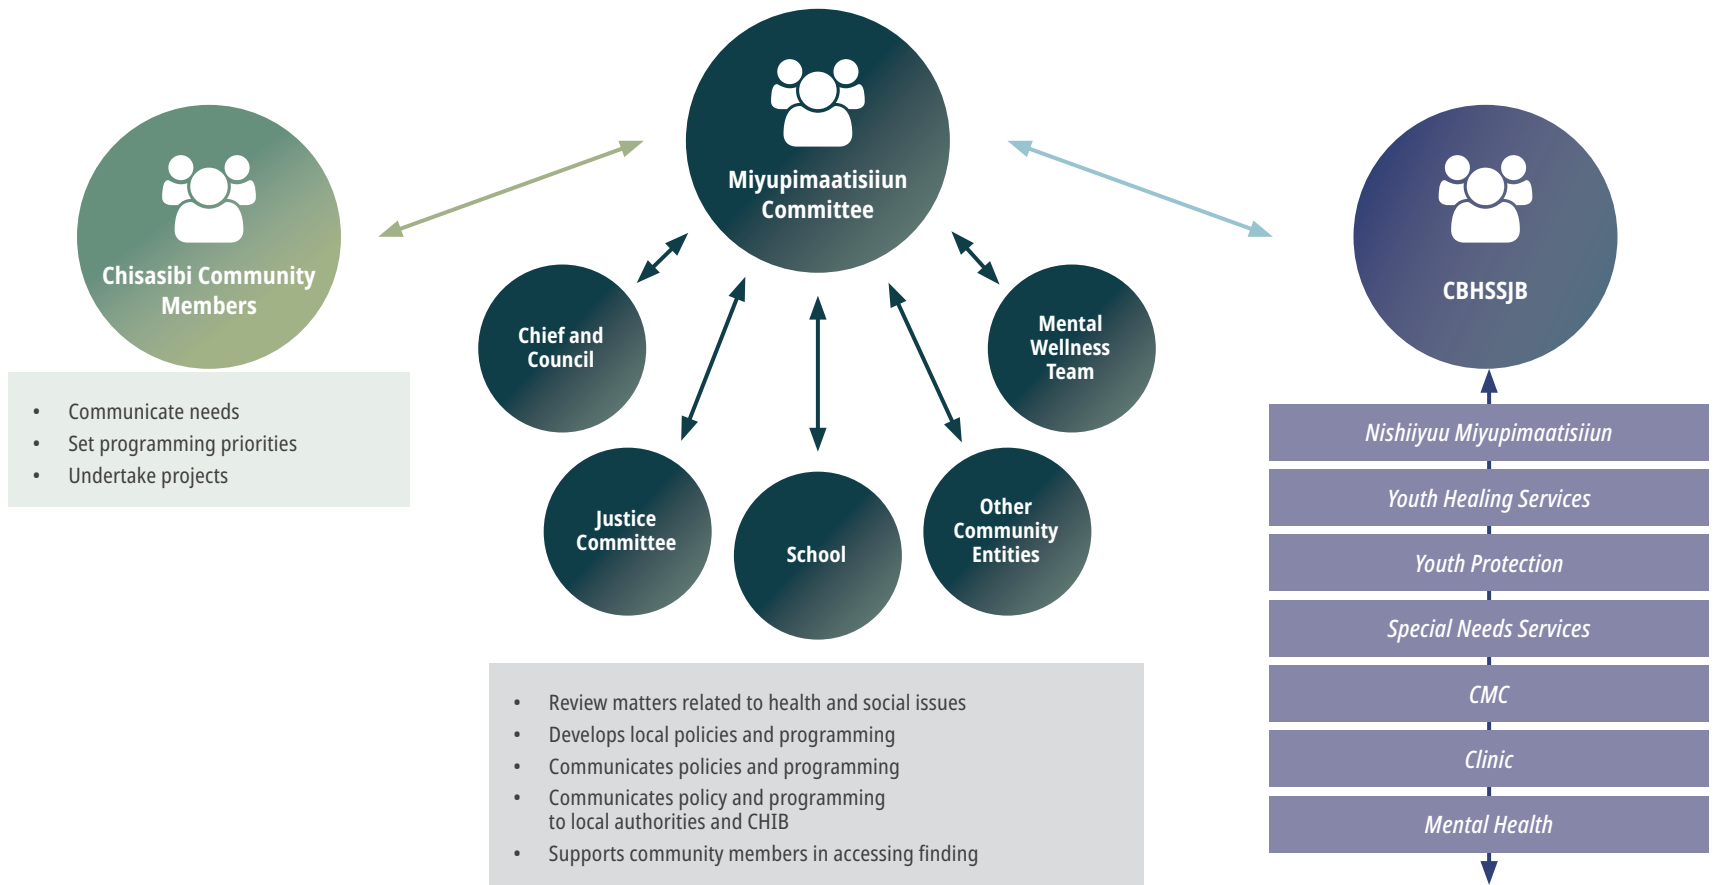 Miyupimaatisiiun
Committee
Chisasibi Community
Members
• Communicate needs
• Set programming priorities
• Undertake projects
Chief and
Council
Justice
Committee
School
Other
Community
Entities
Mental
Wellness
Team
• Review matters related to health and social issues
• Develops local policies and programming
• Communicates policies and programming
• Communicates policy and programming
to local authorities and CHIB
• Supports community members in accessing finding
CBHSSJB
Nishiiyuu Miyupimaatisiiun
Youth Healing Services
Youth Protection
Special Needs Services
CMC
Clinic
Mental Health